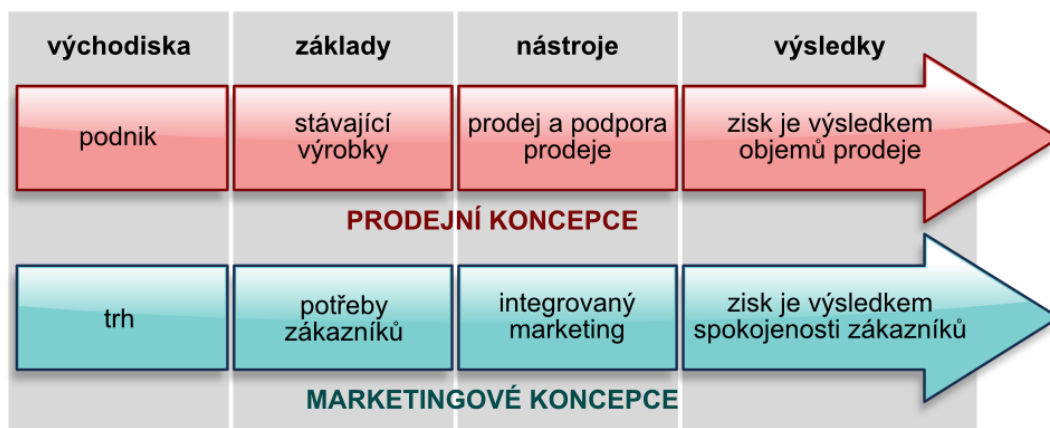 východiska
základy
nástroje
výsledky
podnik
stávající
výrobky
prodej a podpora
prodeje
zisk je výsledkem
objemů prodeje
PRODEJNÍ KONCEPCE
trh
potřeby
zákazníků
integrovaný
marketing
zisk je výsledkem
spokojenosti zákazníků
MARKETINGOVÉ KONCEPCE